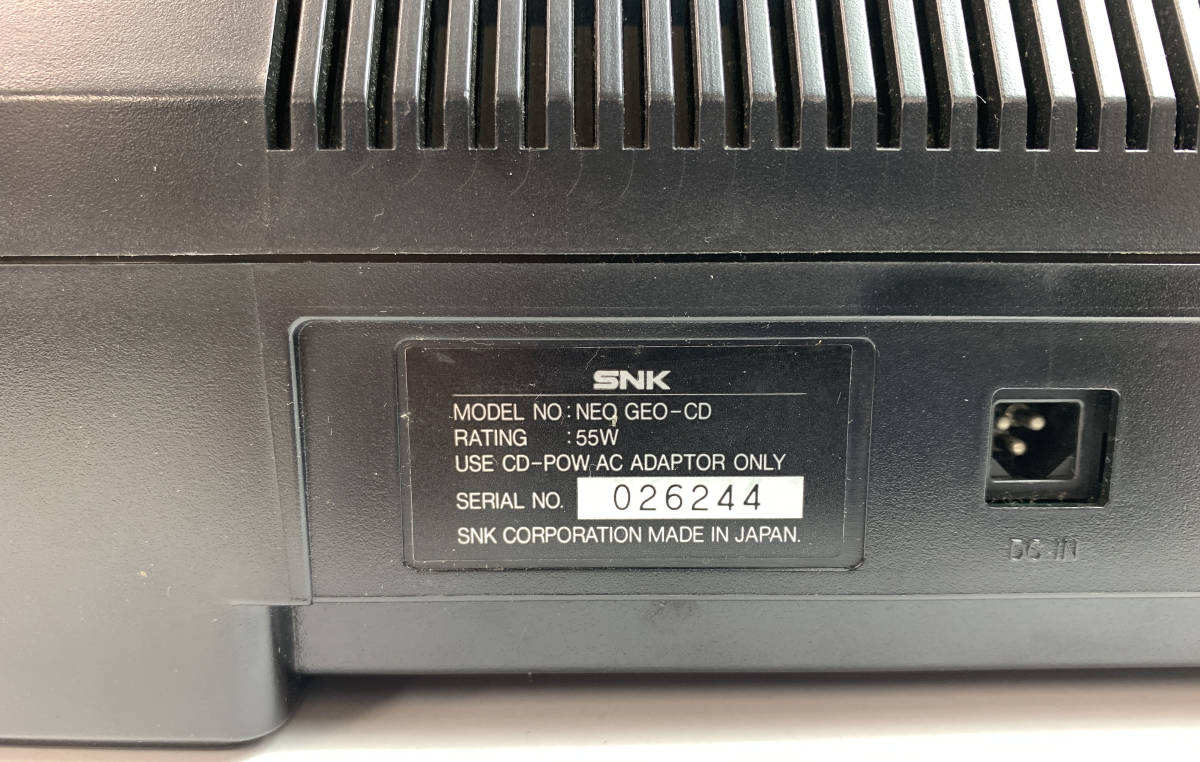 SNK
MODEL NO : NEO GEO-CD
RATING : 55W
USE CD-POW AC ADAPTOR ONLY
SERIAL NO. 026244
SNK CORPORATION MADE IN JAPAN.
DC IN